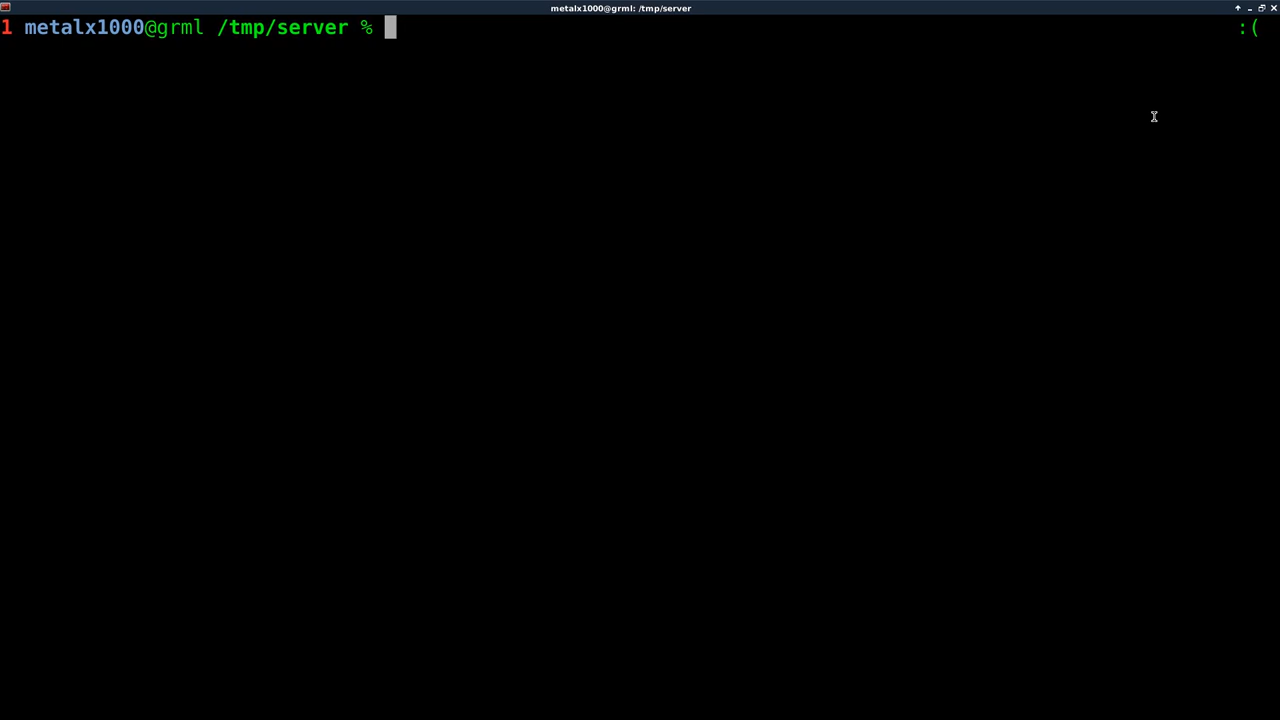 metalx1000@grml: /tmp/server
1 metalx1000@grml /tmp/server % :(